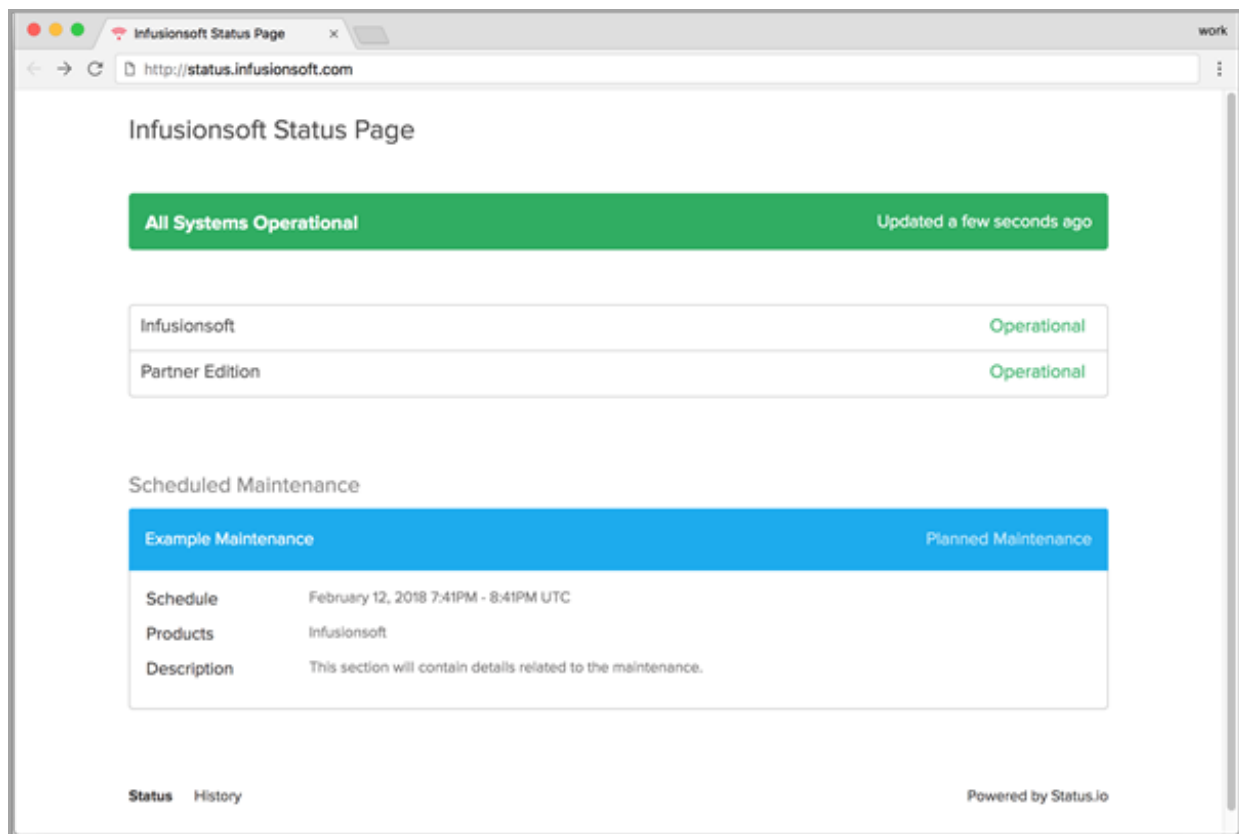 Infusionsoft Status Page
work
http://status.infusionsoft.com
Infusionsoft Status Page
All Systems Operational Updated a few seconds ago
Infusionsoft Operational
Partner Edition Operational
Scheduled Maintenance
Example Maintenance Planned Maintenance
Schedule February 12, 2018 7:41PM - 8:41PM UTC
Products Infusionsoft
Description This section will contain details related to the maintenance.
Status History Powered by Status.io